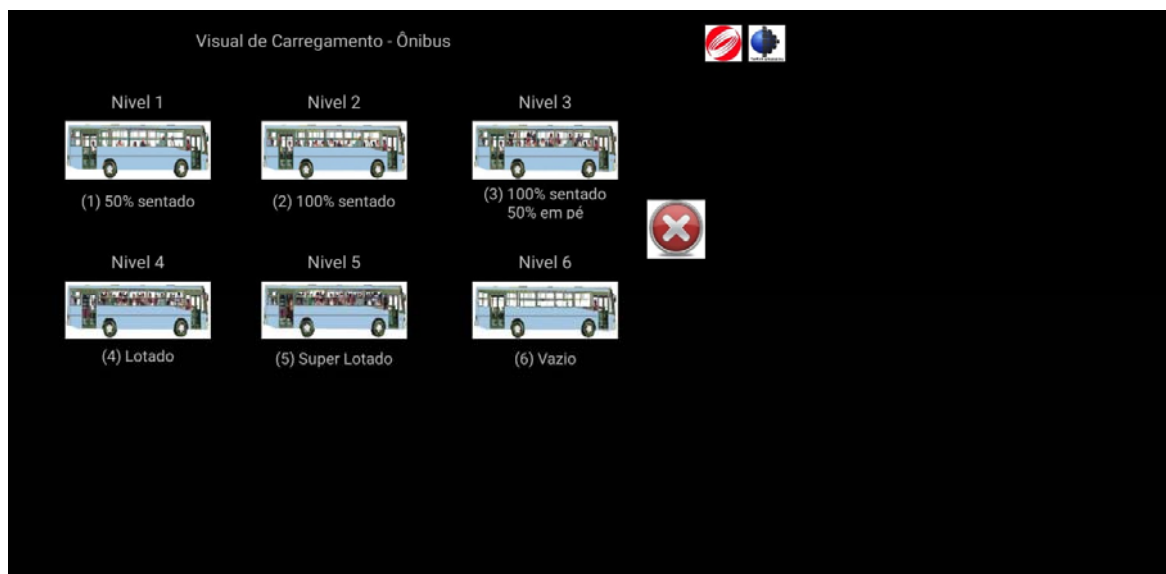 Visual de Carregamento - Ônibus
Nivel 1
Nivel 2
Nivel 3
(1) 50% sentado
(2) 100% sentado
(3) 100% sentado
50% em pé
Nivel 4
Nivel 5
Nivel 6
(4) Lotado
(5) Super Lotado
(6) Vazio